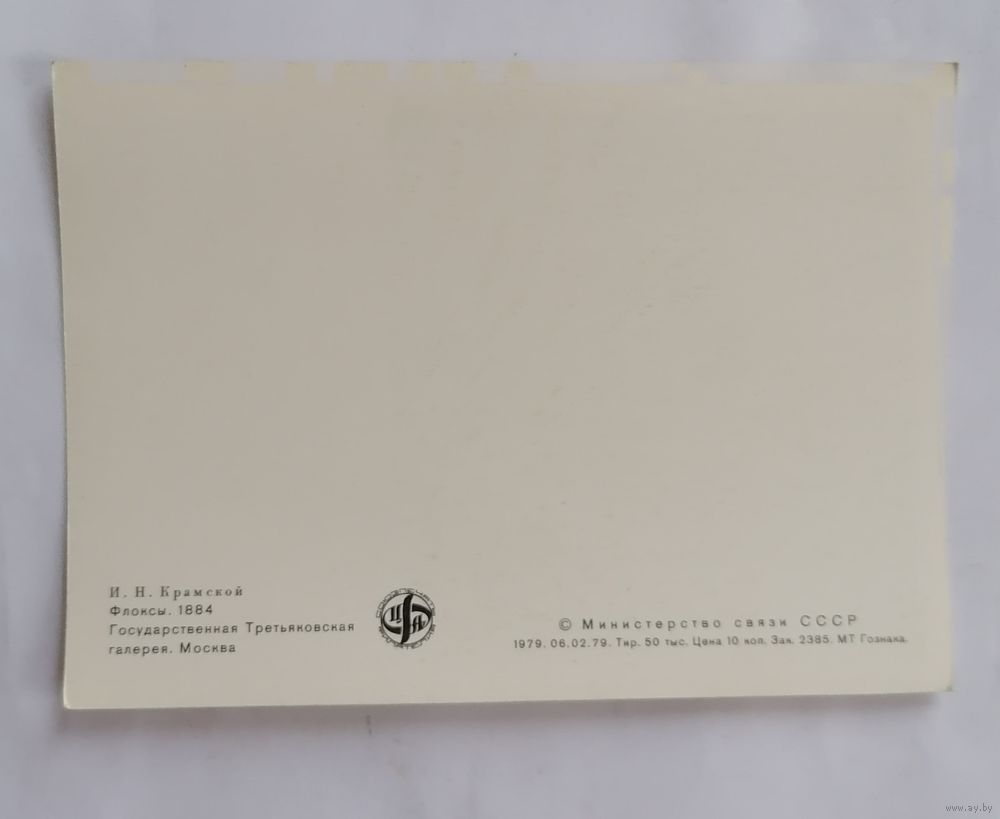 И. Н. Крамской
Флоксы. 1884
Государственная Третьяковская
галерея. Москва
ЦФА
© Министерство связи СССР
1979. 06.02.79. Тир. 50 тыс. Цена 10 коп. Зак. 2385. МТ Гознака.
www.ay.by